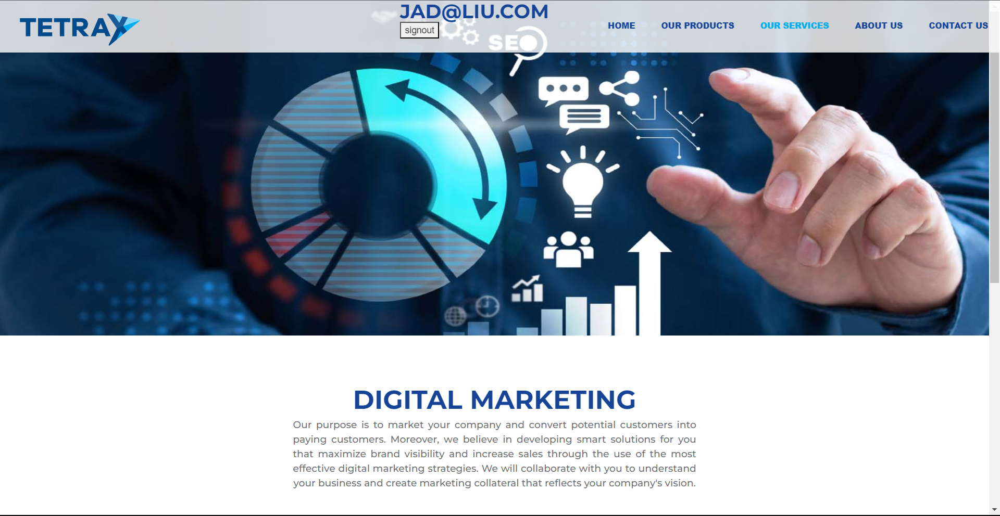 TETRAX
JAD@LIU.COM
signout
HOME
OUR PRODUCTS
OUR SERVICES
ABOUT US
CONTACT US
SEO
DIGITAL MARKETING
Our purpose is to market your company and convert potential customers into
paying customers. Moreover, we believe in developing smart solutions for you
that maximize brand visibility and increase sales through the use of the most
effective digital marketing strategies. We will collaborate with you to understand
your business and create marketing collateral that reflects your company's vision.